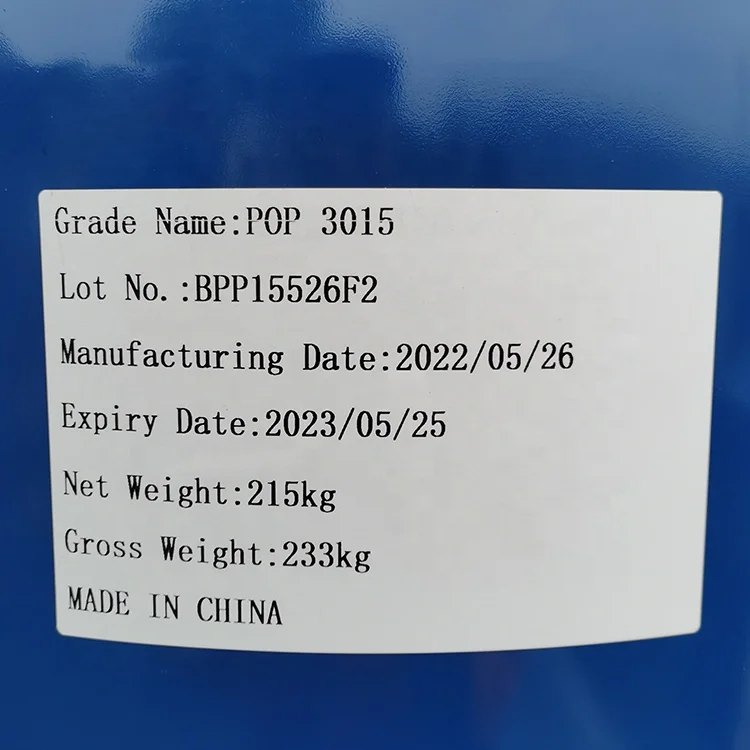 Grade Name:POP 3015
Lot No.:BPP15526F2
Manufacturing Date:2022/05/26
Expiry Date:2023/05/25
Net Weight:215kg
Gross Weight:233kg
MADE IN CHINA